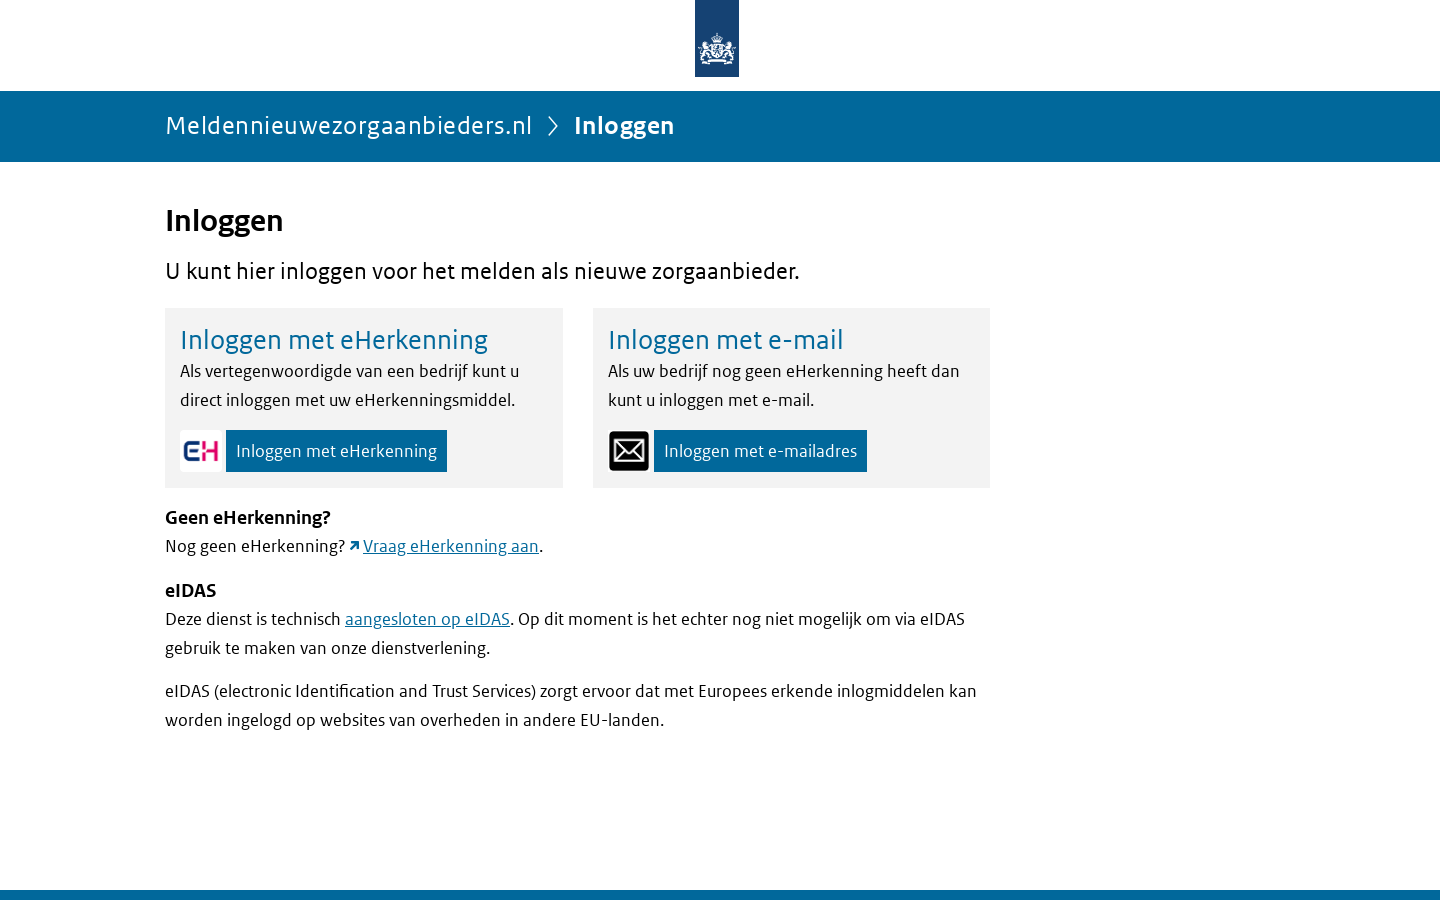 Meldennieuwezorgaanbieders.nl Inloggen
Inloggen
U kunt hier inloggen voor het melden als nieuwe zorgaanbieder.
Inloggen met eHerkenning
Als vertegenwoordigde van een bedrijf kunt u
direct inloggen met uw eHerkenningsmiddel.
EH Inloggen met eHerkenning
Inloggen met e-mail
Als uw bedrijf nog geen eHerkenning heeft dan
kunt u inloggen met e-mail.
Inloggen met e-mailadres
Geen eHerkenning?
Nog geen eHerkenning? Vraag eHerkenning aan.
eIDAS
Deze dienst is technisch aangesloten op eIDAS. Op dit moment is het echter nog niet mogelijk om via eIDAS
gebruik te maken van onze dienstverlening.
eIDAS (electronic Identification and Trust Services) zorgt ervoor dat met Europees erkende inlogmiddelen kan
worden ingelogd op websites van overheden in andere EU-landen.